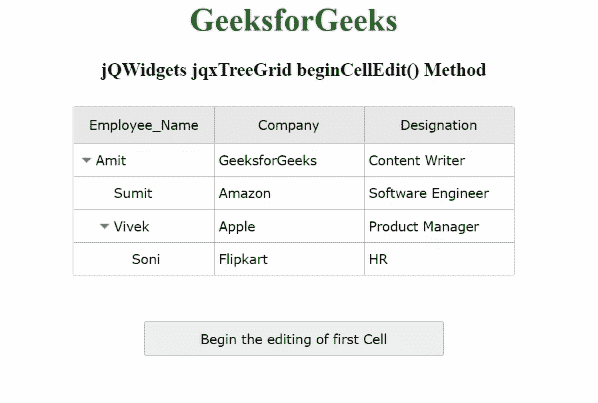 GeeksforGeeks
jQWidgets jqxTreeGrid beginCellEdit() Method
Employee_Name Company Designation
Amit GeeksforGeeks Content Writer
Sumit Amazon Software Engineer
Vivek Apple Product Manager
Soni Flipkart HR
Begin the editing of first Cell